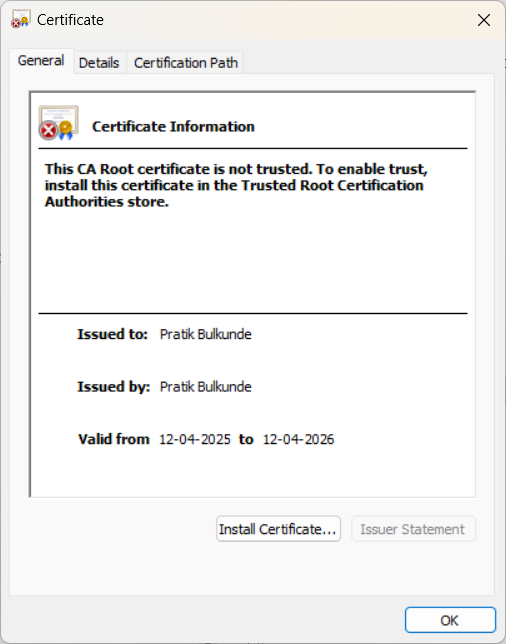 Certificate
General Details Certification Path
Certificate Information
This CA Root certificate is not trusted. To enable trust,
install this certificate in the Trusted Root Certification
Authorities store.
Issued to: Pratik Bulkunde
Issued by: Pratik Bulkunde
Valid from 12-04-2025 to 12-04-2026
Install Certificate... Issuer Statement
OK